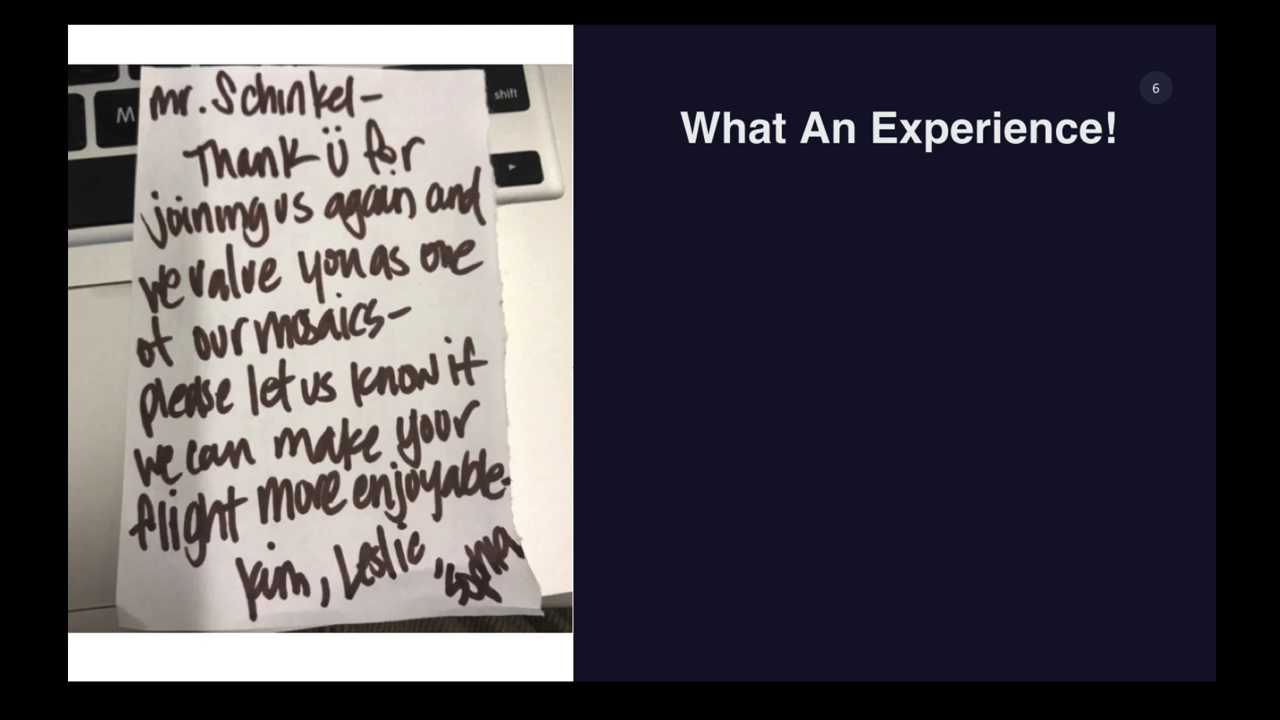 M
shift
mr. Schinkel-
Thank Ü for
joining us again and
we value you as one
of our mosaics-
please let us know if
we can make your
flight more enjoyable.
Kim, Leslie,
6
What An Experience!